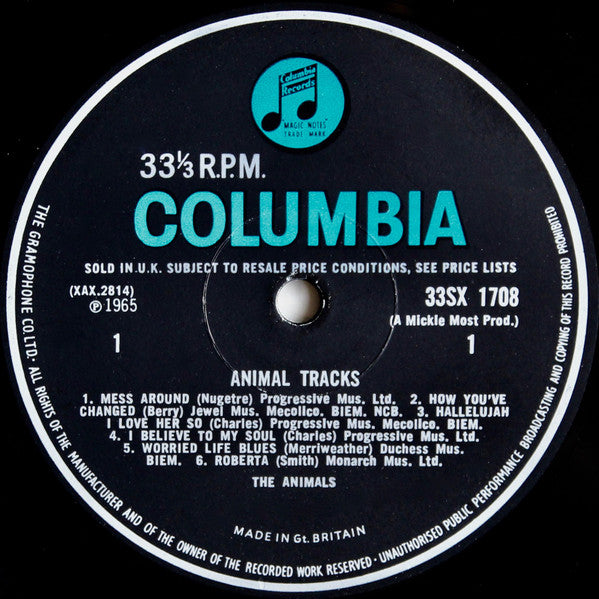 Columbia
Records
"MAGIC NOTES"
TRADE MARK
33⅓ R.P.M.
COLUMBIA
SOLD IN U.K. SUBJECT TO RESALE PRICE CONDITIONS, SEE PRICE LISTS
(XAX.2814)
℗ 1965
33SX 1708
(A Mickie Most Prod.)
1
1
ANIMAL TRACKS
1. MESS AROUND (Nugetre) Progressive Mus. Ltd. 2. HOW YOU'VE
CHANGED (Berry) Jewel Mus. Mecolico. BIEM. NCB. 3. HALLELUJAH
I LOVE HER SO (Charles) Progressive Mus. Mecolico. BIEM.
4. I BELIEVE TO MY SOUL (Charles) Progressive Mus. Ltd.
5. WORRIED LIFE BLUES (Merriweather) Duchess Mus.
BIEM. 6. ROBERTA (Smith) Monarch Mus. Ltd.
THE ANIMALS
MADE IN Gt. BRITAIN
THE GRAMOPHONE CO. LTD.· ALL RIGHTS OF THE MANUFACTURER AND OF THE OWNER OF THE RECORDED WORK RESERVED · UNAUTHORISED PUBLIC PERFORMANCE BROADCASTING AND COPYING OF THIS RECORD PROHIBITED